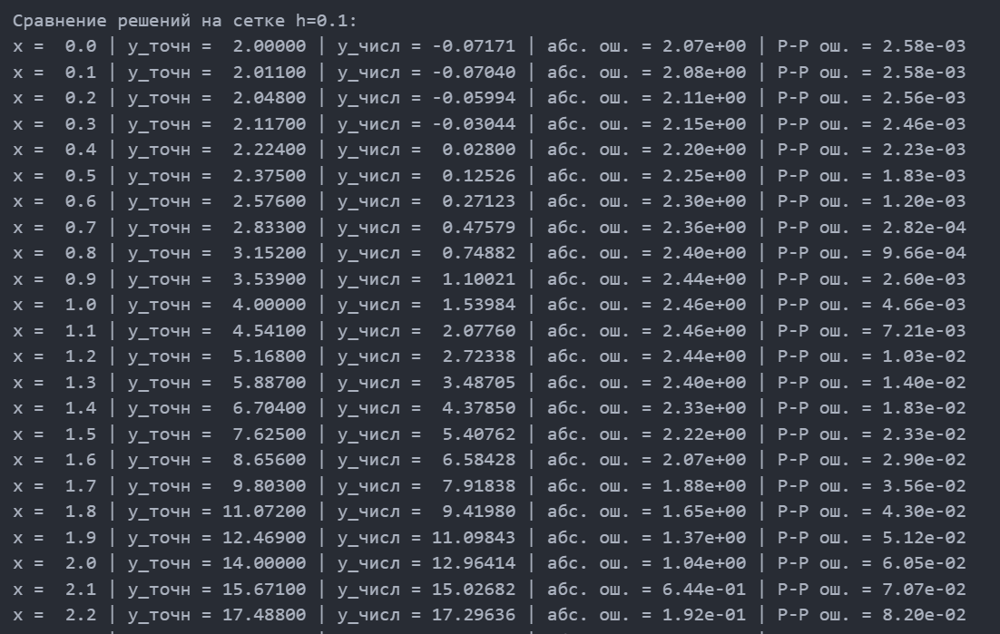 Сравнение решений на сетке h=0.1:
x =  0.0 | y_точн =  2.00000 | y_числ = -0.07171 | абс. ош. = 2.07e+00 | Р-Р ош. = 2.58e-03
x =  0.1 | y_точн =  2.01100 | y_числ = -0.07040 | абс. ош. = 2.08e+00 | Р-Р ош. = 2.58e-03
x =  0.2 | y_точн =  2.04800 | y_числ = -0.05994 | абс. ош. = 2.11e+00 | Р-Р ош. = 2.56e-03
x =  0.3 | y_точн =  2.11700 | y_числ = -0.03044 | абс. ош. = 2.15e+00 | Р-Р ош. = 2.46e-03
x =  0.4 | y_точн =  2.22400 | y_числ =  0.02800 | абс. ош. = 2.20e+00 | Р-Р ош. = 2.23e-03
x =  0.5 | y_точн =  2.37500 | y_числ =  0.12526 | абс. ош. = 2.25e+00 | Р-Р ош. = 1.83e-03
x =  0.6 | y_точн =  2.57600 | y_числ =  0.27123 | абс. ош. = 2.30e+00 | Р-Р ош. = 1.20e-03
x =  0.7 | y_точн =  2.83300 | y_числ =  0.47579 | абс. ош. = 2.36e+00 | Р-Р ош. = 2.82e-04
x =  0.8 | y_точн =  3.15200 | y_числ =  0.74882 | абс. ош. = 2.40e+00 | Р-Р ош. = 9.66e-04
x =  0.9 | y_точн =  3.53900 | y_числ =  1.10021 | абс. ош. = 2.44e+00 | Р-Р ош. = 2.60e-03
x =  1.0 | y_точн =  4.00000 | y_числ =  1.53984 | абс. ош. = 2.46e+00 | Р-Р ош. = 4.66e-03
x =  1.1 | y_точн =  4.54100 | y_числ =  2.07760 | абс. ош. = 2.46e+00 | Р-Р ош. = 7.21e-03
x =  1.2 | y_точн =  5.16800 | y_числ =  2.72338 | абс. ош. = 2.44e+00 | Р-Р ош. = 1.03e-02
x =  1.3 | y_точн =  5.88700 | y_числ =  3.48705 | абс. ош. = 2.40e+00 | Р-Р ош. = 1.40e-02
x =  1.4 | y_точн =  6.70400 | y_числ =  4.37850 | абс. ош. = 2.33e+00 | Р-Р ош. = 1.83e-02
x =  1.5 | y_точн =  7.62500 | y_числ =  5.40762 | абс. ош. = 2.22e+00 | Р-Р ош. = 2.33e-02
x =  1.6 | y_точн =  8.65600 | y_числ =  6.58428 | абс. ош. = 2.07e+00 | Р-Р ош. = 2.90e-02
x =  1.7 | y_точн =  9.80300 | y_числ =  7.91838 | абс. ош. = 1.88e+00 | Р-Р ош. = 3.56e-02
x =  1.8 | y_точн = 11.07200 | y_числ =  9.41980 | абс. ош. = 1.65e+00 | Р-Р ош. = 4.30e-02
x =  1.9 | y_точн = 12.46900 | y_числ = 11.09843 | абс. ош. = 1.37e+00 | Р-Р ош. = 5.12e-02
x =  2.0 | y_точн = 14.00000 | y_числ = 12.96414 | абс. ош. = 1.04e+00 | Р-Р ош. = 6.05e-02
x =  2.1 | y_точн = 15.67100 | y_числ = 15.02682 | абс. ош. = 6.44e-01 | Р-Р ош. = 7.07e-02
x =  2.2 | y_точн = 17.48800 | y_числ = 17.29636 | абс. ош. = 1.92e-01 | Р-Р ош. = 8.20e-02